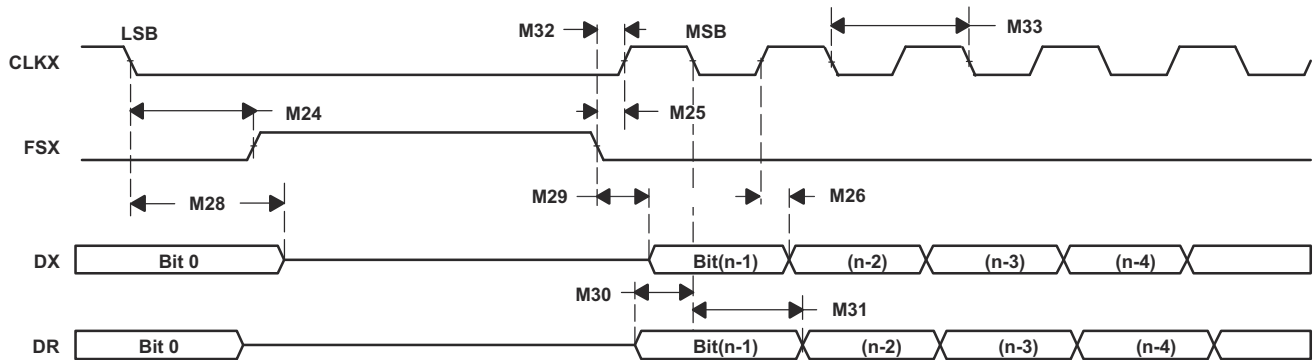 LSB M32 MSB M33
CLKX
M24 M25
FSX
M28 M29 M26
DX Bit 0 Bit(n-1) (n-2) (n-3) (n-4)
M30 M31
DR Bit 0 Bit(n-1) (n-2) (n-3) (n-4)